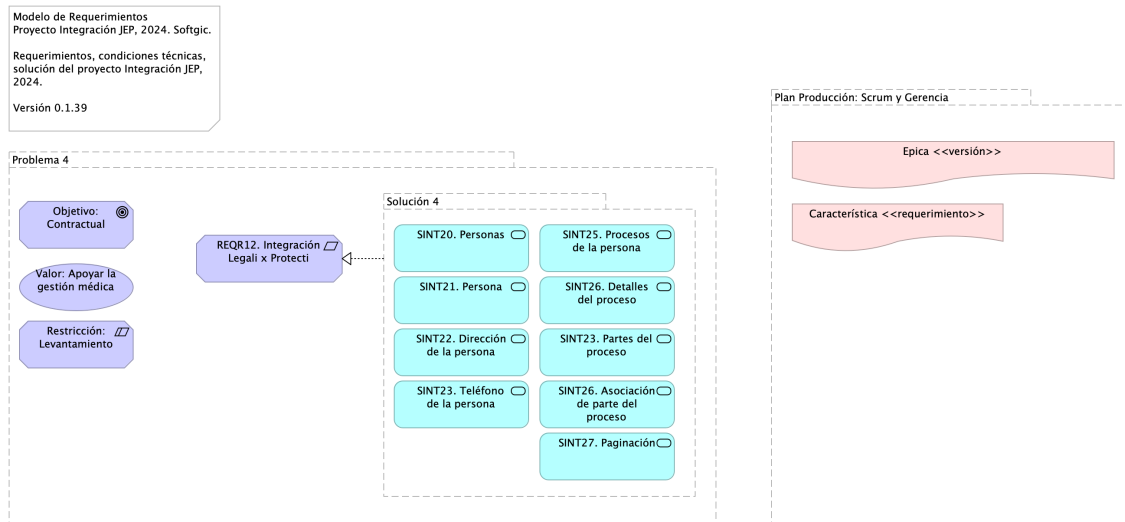 Modelo de Requerimientos
Proyecto Integración JEP, 2024. Softgic.
Requerimientos, condiciones técnicas,
solución del proyecto Integración JEP,
2024.
Versión 0.1.39
Problema 4
Objetivo:
Contractual
Valor: Apoyar la
gestión médica
Restricción:
Levantamiento
REQR12. Integración
Legali x Protecti
Solución 4
SINT20. Personas
SINT21. Persona
SINT22. Dirección
de la persona
SINT23. Teléfono
de la persona
SINT25. Procesos
de la persona
SINT26. Detalles
del proceso
SINT23. Partes del
proceso
SINT26. Asociación
de parte del
proceso
SINT27. Paginación
Plan Producción: Scrum y Gerencia
Epica <<versión>>
Característica <<requerimiento>>